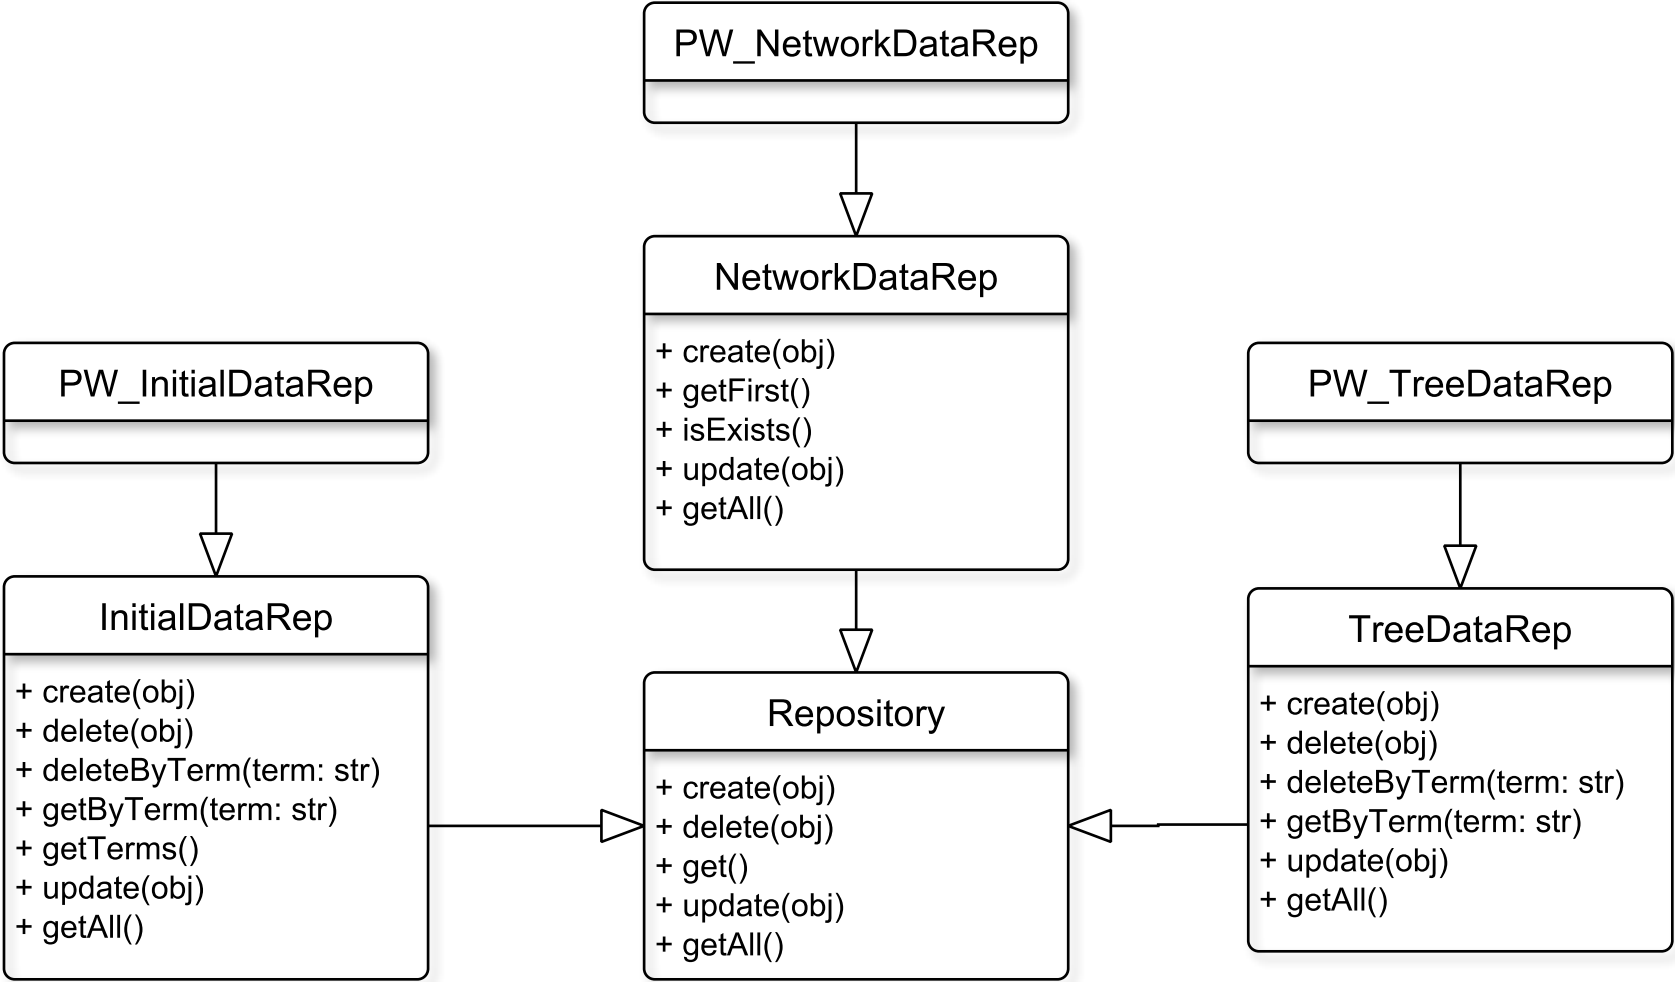 PW_NetworkDataRep
NetworkDataRep
+ create(obj)
+ getFirst()
+ isExists()
+ update(obj)
+ getAll()
PW_InitialDataRep
InitialDataRep
+ create(obj)
+ delete(obj)
+ deleteByTerm(term: str)
+ getByTerm(term: str)
+ getTerms()
+ update(obj)
+ getAll()
Repository
+ create(obj)
+ delete(obj)
+ get()
+ update(obj)
+ getAll()
PW_TreeDataRep
TreeDataRep
+ create(obj)
+ delete(obj)
+ deleteByTerm(term: str)
+ getByTerm(term: str)
+ update(obj)
+ getAll()